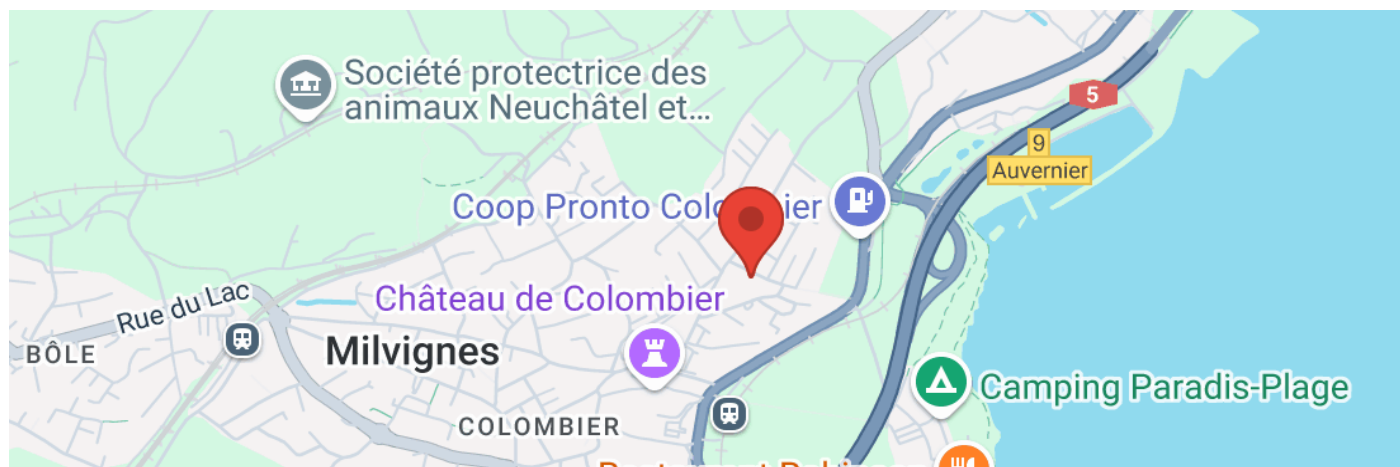 Société protectrice des
animaux Neuchâtel et...
5
9
Auvernier
Coop Pronto Colombier
Rue du Lac
Château de Colombier
BÔLE
Milvignes
Camping Paradis-Plage
COLOMBIER